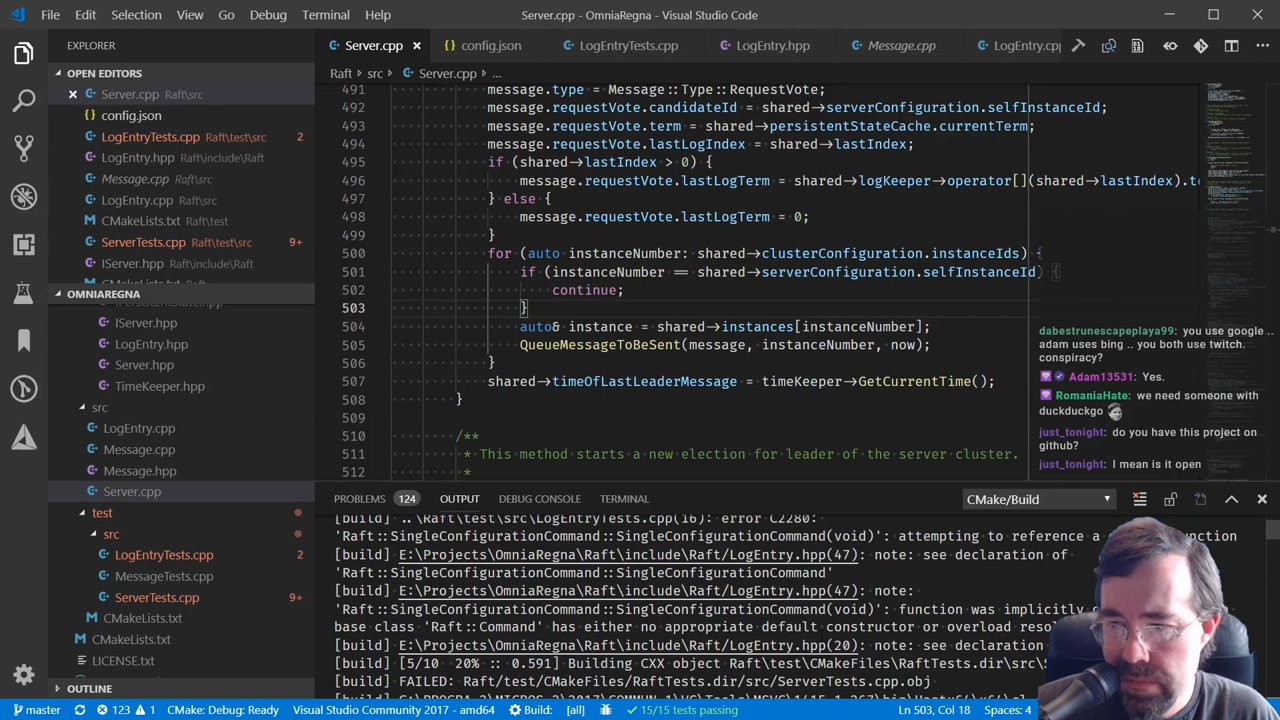 File Edit Selection View Go Debug Terminal Help
Server.cpp - OmniaRegna - Visual Studio Code
EXPLORER
OPEN EDITORS
Server.cpp Raft\src
config.json
LogEntryTests.cpp Raft\test\src 2
LogEntry.hpp Raft\include\Raft
Message.cpp Raft\src
LogEntry.cpp Raft\src
CMakeLists.txt Raft\test
ServerTests.cpp Raft\test\src 9+
IServer.hpp Raft\include\Raft
OMNIAREGNA
IServer.hpp
LogEntry.hpp
Server.hpp
TimeKeeper.hpp
src
LogEntry.cpp
Message.cpp
Message.hpp
Server.cpp
test
src
LogEntryTests.cpp 2
MessageTests.cpp
ServerTests.cpp 9+
CMakeLists.txt
CMakeLists.txt
LICENSE.txt
OUTLINE
Server.cpp config.json LogEntryTests.cpp LogEntry.hpp Message.cpp LogEntry.cpp
Raft > src > Server.cpp > ...
491 message.type = Message::Type::RequestVote;
492 message.requestVote.candidateId = shared->serverConfiguration.selfInstanceId;
493 message.requestVote.term = shared->persistentStateCache.currentTerm;
494 message.requestVote.lastLogIndex = shared->lastIndex;
495 if (shared->lastIndex > 0) {
496 message.requestVote.lastLogTerm = shared->logKeeper->operator[](shared->lastIndex).te
497 } else {
498 message.requestVote.lastLogTerm = 0;
499 }
500 for (auto instanceNumber: shared->clusterConfiguration.instanceIds) {
501 if (instanceNumber == shared->serverConfiguration.selfInstanceId) {
502 continue;
503 }
504 auto& instance = shared->instances[instanceNumber];
505 QueueMessageToBeSent(message, instanceNumber, now);
506 }
507 shared->timeOfLastLeaderMessage = timeKeeper->GetCurrentTime();
508 }
509
510 /**
511 * This method starts a new election for leader of the server cluster.
512 *
dabestrunescapeplaya99: you use google .. adam uses bing .. you both use twitch. conspiracy?
Adam13531: Yes.
RomaniaHate: we need someone with duckduckgo
just_tonight: do you have this project on github?
just_tonight: I mean is it open
PROBLEMS 124 OUTPUT DEBUG CONSOLE TERMINAL CMake/Build
[build] ..\Raft\test\src\LogEntryTests.cpp(16): error C2280:
'Raft::SingleConfigurationCommand::SingleConfigurationCommand(void)': attempting to reference a
[build] E:\Projects\OmniaRegna\Raft\include\Raft/LogEntry.hpp(47): note: see declaration of
'Raft::SingleConfigurationCommand::SingleConfigurationCommand'
[build] E:\Projects\OmniaRegna\Raft\include\Raft/LogEntry.hpp(47): note:
'Raft::SingleConfigurationCommand::SingleConfigurationCommand(void)': function was implicitly
base class 'Raft::Command' has either no appropriate default constructor or overload
[build] E:\Projects\OmniaRegna\Raft\include\Raft/LogEntry.hpp(20): note: see declaration
[build] [5/10 20% :: 0.591] Building CXX object Raft\test\CMakeFiles\RaftTests.dir\src\
[build] FAILED: Raft/test/CMakeFiles/RaftTests.dir/src/ServerTests.cpp.obj
master 123 1 CMake: Debug: Ready Visual Studio Community 2017 - amd64 Build: [all] 15/15 tests passing Ln 503, Col 18 Spaces: 4